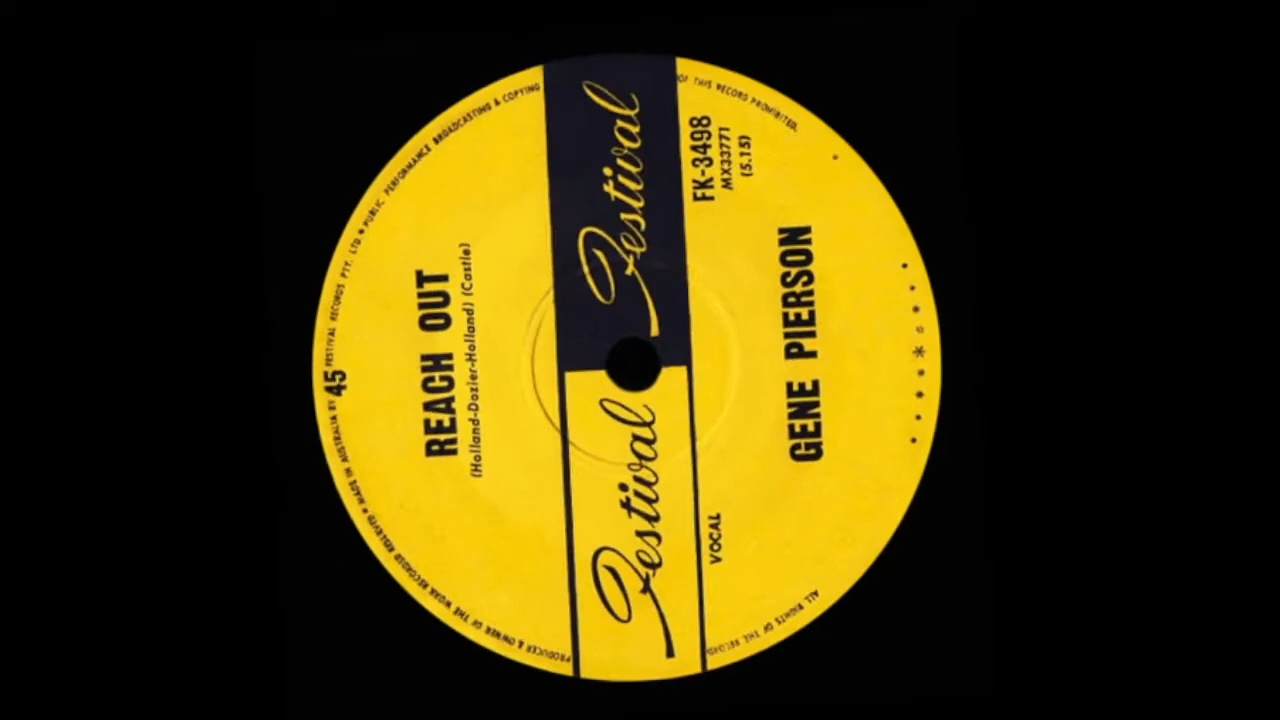 REACH OUT
(Holland-Dozier-Holland) (Castle)
Festival Festival
FK-3498
MX33771
(5.15)
VOCAL
GENE PIERSON
45
ALL RIGHTS OF THE RECORD PRODUCER & OWNER OF THE WORK RECORDED RESERVED ★ MADE IN AUSTRALIA BY FESTIVAL RECORDS PTY. LTD ★ PUBLIC PERFORMANCE BROADCASTING & COPYING OF THIS RECORD PROHIBITED.